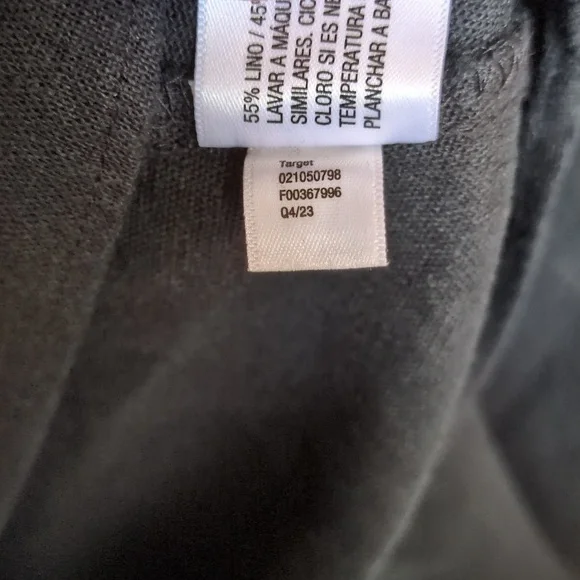 55% LINO / 45%
LAVAR A MÁQU
SIMILARES. CIC
CLORO SI ES NE
TEMPERATURA
PLANCHAR A BA
Target
021050798
F00367996
Q4/23